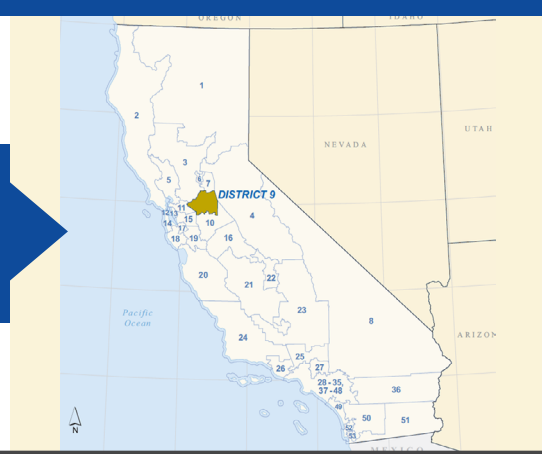 OREGON
IDAHO
1
2
UTAH
NEVADA
3
5
6
7
DISTRICT 9
4
11
12
13
14
15
10
17
18
19
16
20
21
22
23
Pacific
Ocean
8
24
ARIZON
25
26
27
28 - 35,
37 - 48
36
49
50
51
52
53
N
MEXICO